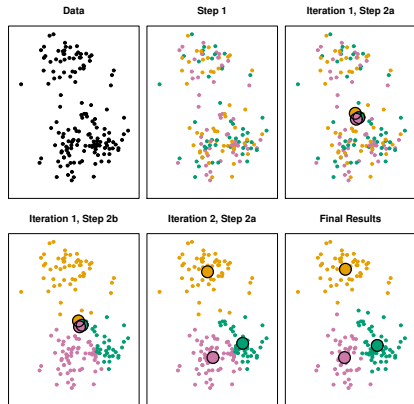 Data
Step 1
Iteration 1, Step 2a
Iteration 1, Step 2b
Iteration 2, Step 2a
Final Results